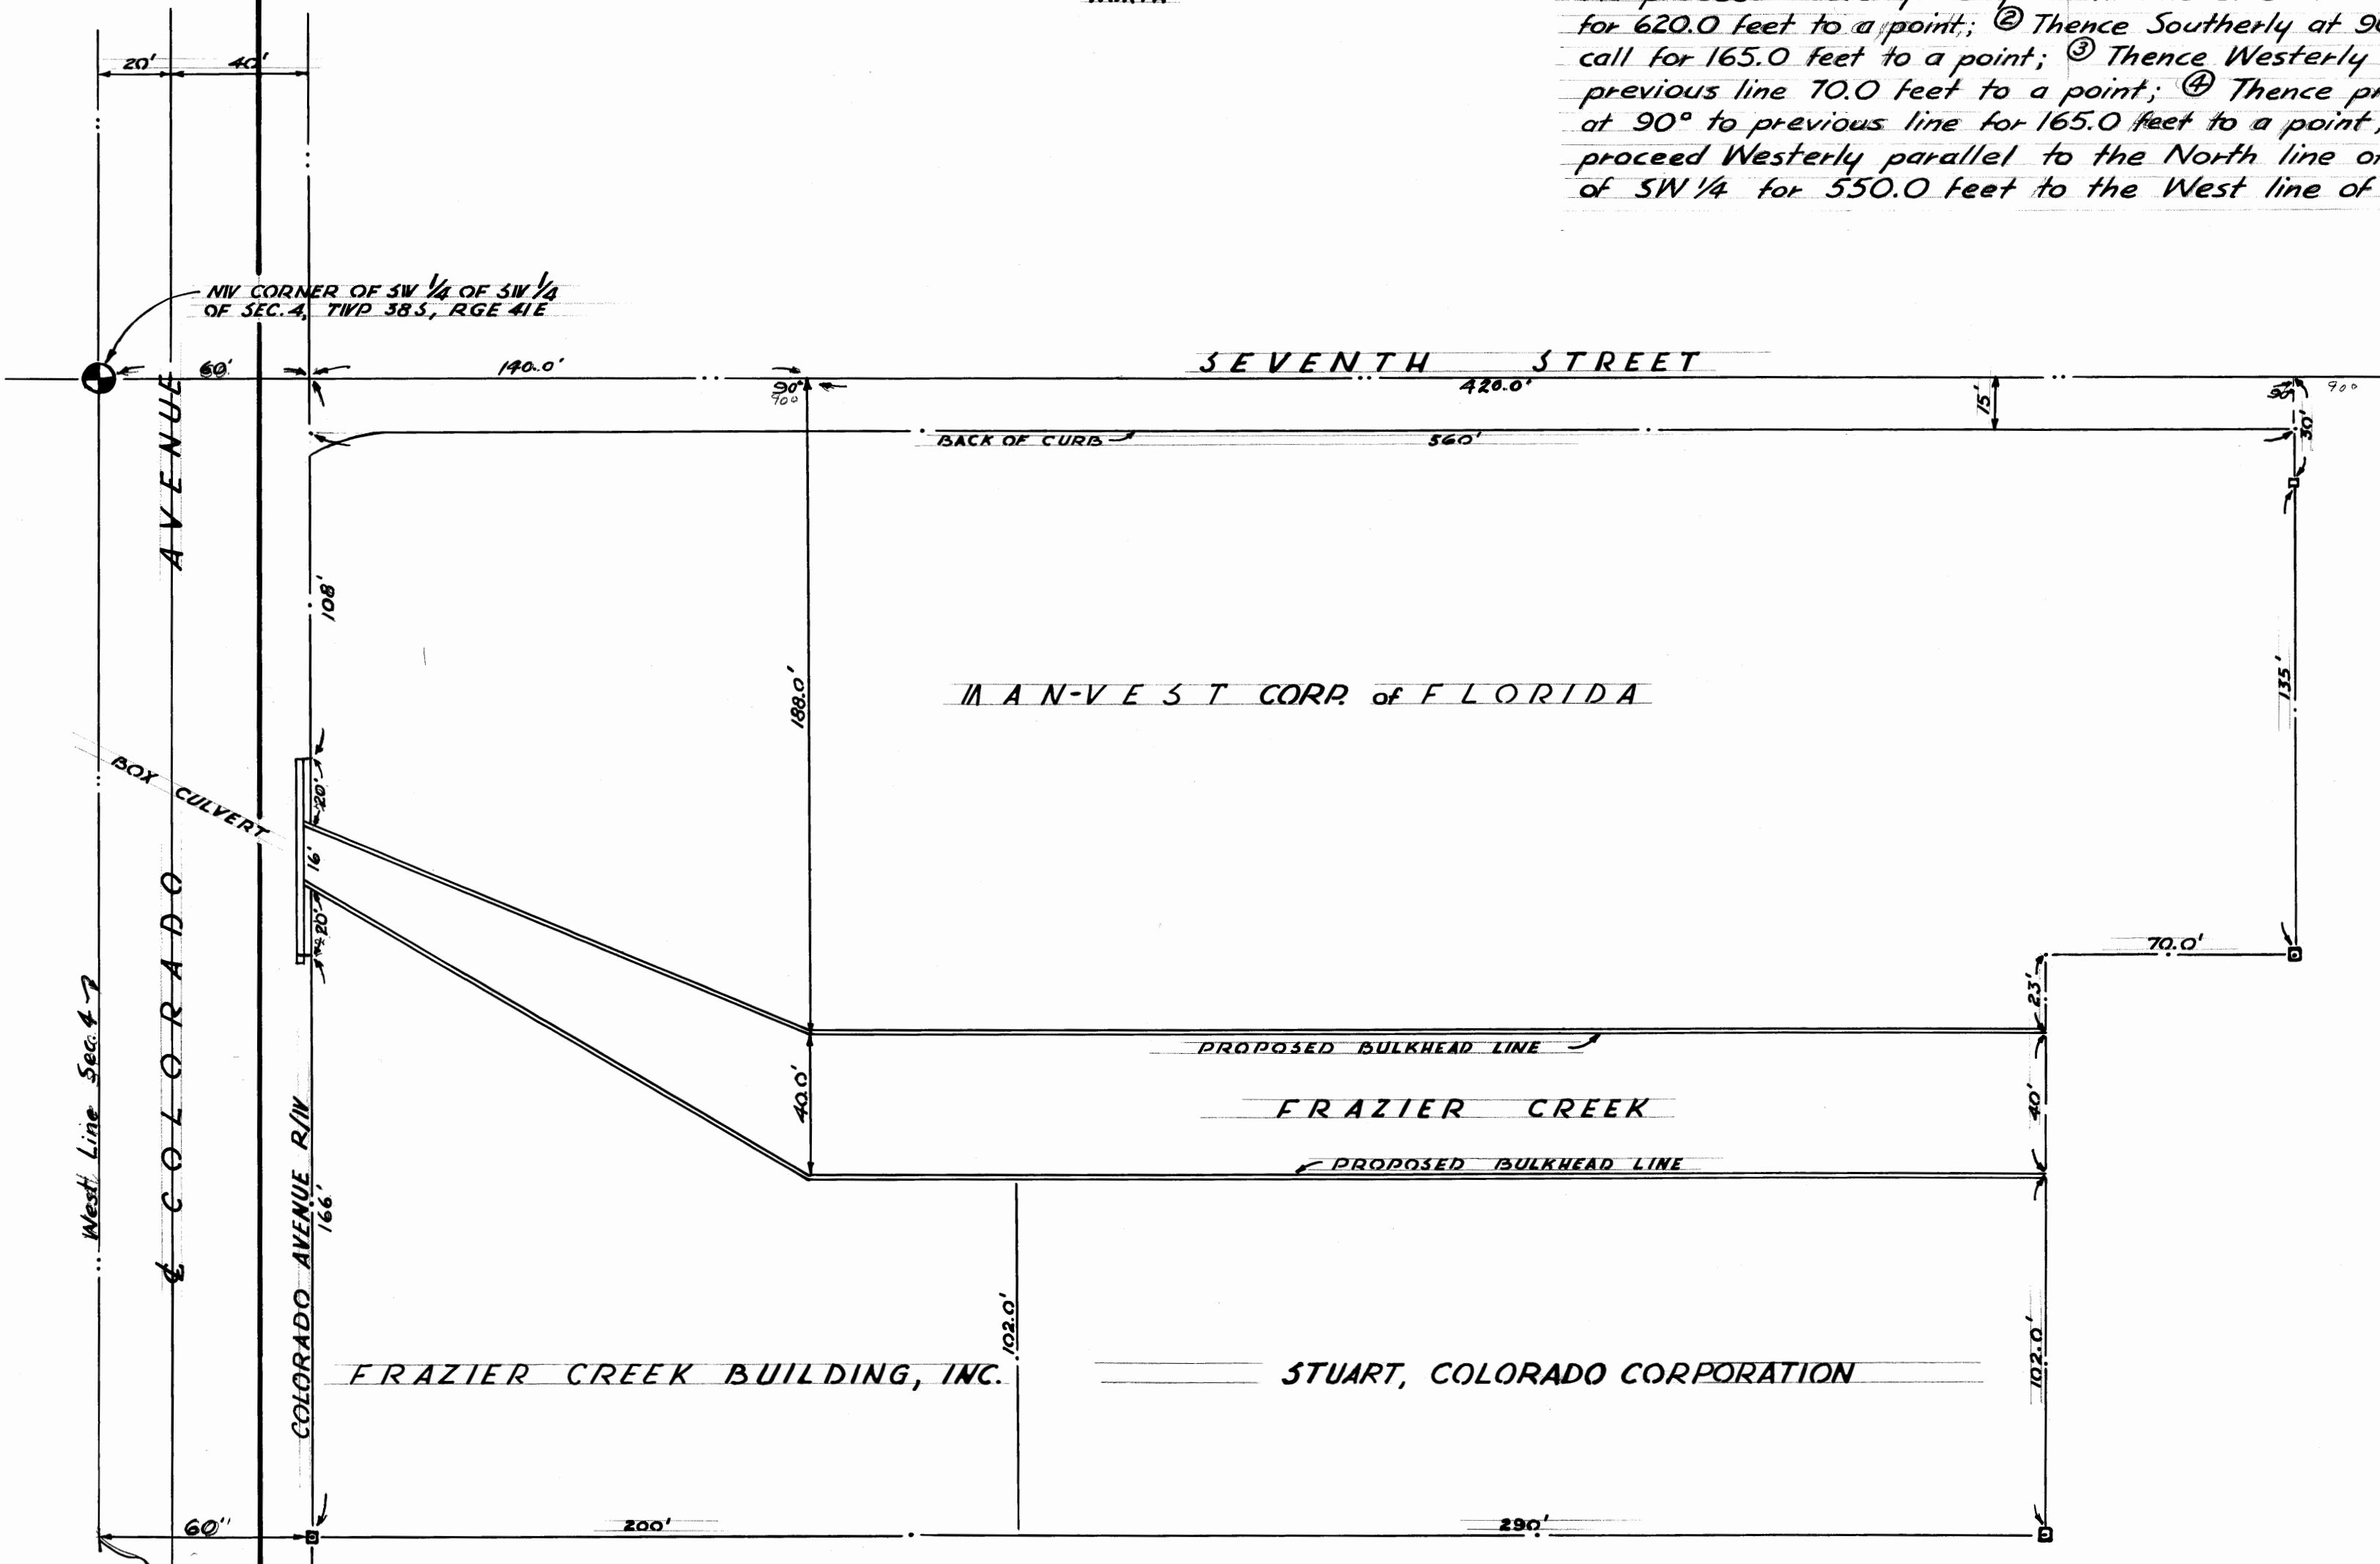 for 620.0 feet to a point; ② Thence Southerly at
call for 165.0 feet to a point; ③ Thence Westerly
previous line 70.0 feet to a point; ④ Thence
at 90° to previous line for 165.0 feet to a point,
proceed Westerly parallel to the North line
of SW 1/4 for 550.0 feet to the West line of
20' 40'
NW CORNER OF SW 1/4 OF SW 1/4
OF SEC. 4, TWP 38S, RGE 41E
60' 140.0' 90° 90°
SEVENTH STREET
420.0' 15' 90° 90° 30'
BACK OF CURB 560'
108'
188.0'
MAN-VEST CORP. of FLORIDA
135'
BOX CULVERT
20'
16'
20'
70.0'
23'
PROPOSED BULKHEAD LINE
40.0'
FRAZIER CREEK
40'
PROPOSED BULKHEAD LINE
West Line Sec. 4
℄ COLORADO AVENUE
COLORADO AVENUE R/W
166'
102.0'
102.0'
FRAZIER CREEK BUILDING, INC.
STUART, COLORADO CORPORATION
60" 200' 290'